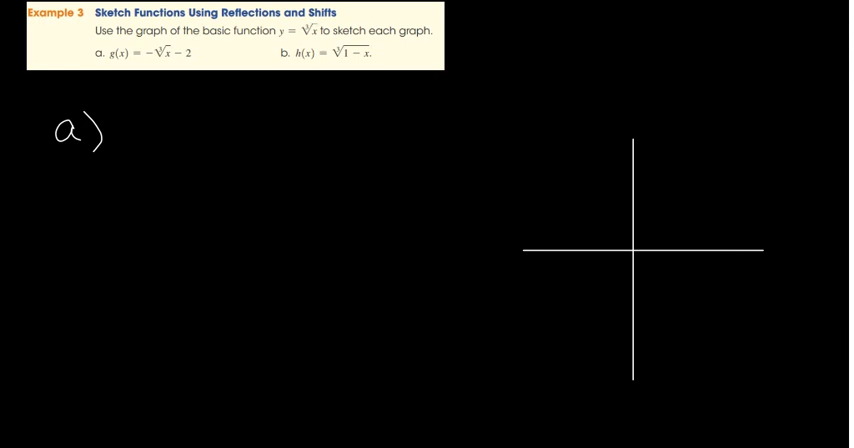 Example 3 Sketch Functions Using Reflections and Shifts
Use the graph of the basic function y = ∛x to sketch each graph.
a. g(x) = −∛x − 2 b. h(x) = ∛(1 − x).
a)